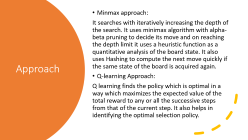 Approach
• Minmax approach:
It searches with iteratively increasing the depth of
the search. It uses minimax algorithm with alpha-
beta pruning to decide its move and on reaching
the depth limit it uses a heuristic function as a
quantitative analysis of the board state. It also
uses Hashing to compute the next move quickly if
the same state of the board is acquired again.
• Q-learning Approach:
Q learning finds the policy which is optimal in a
way which maximizes the expected value of the
total reward to any or all the successive steps
from that of the current step. It also helps in
identifying the optimal selection policy.